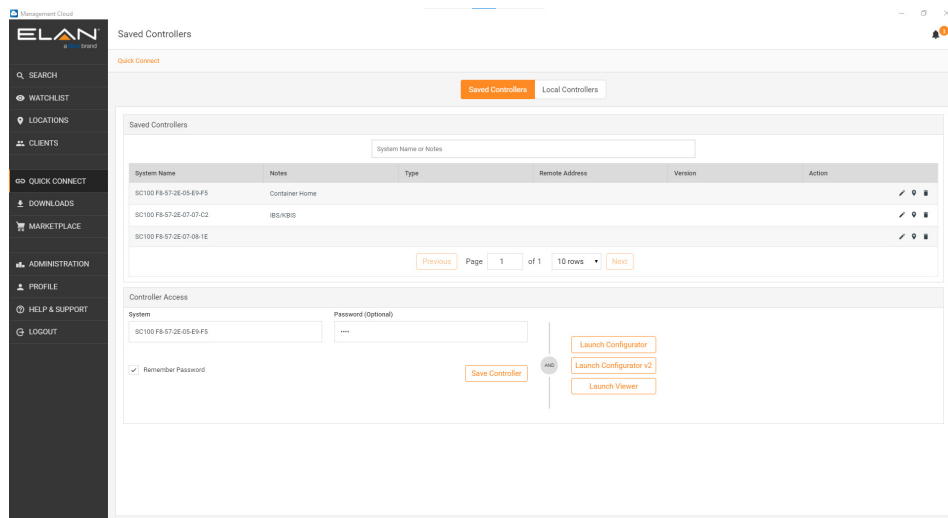 Management Cloud
ELAN
a brand
Saved Controllers
1
Quick Connect
SEARCH
WATCHLIST
LOCATIONS
CLIENTS
QUICK CONNECT
DOWNLOADS
MARKETPLACE
ADMINISTRATION
PROFILE
HELP & SUPPORT
LOGOUT
Saved Controllers Local Controllers
Saved Controllers
System Name or Notes
System Name Notes Type Remote Address Version Action
SC100 F8-57-2E-05-E9-F5 Container Home
SC100 F8-57-2E-07-07-C2 IBS/KBIS
SC100 F8-57-2E-07-08-1E
Previous Page 1 of 1 10 rows Next
Controller Access
System Password (Optional)
SC100 F8-57-2E-05-E9-F5 ••••
Remember Password
Save Controller
AND
Launch Configurator
Launch Configurator v2
Launch Viewer